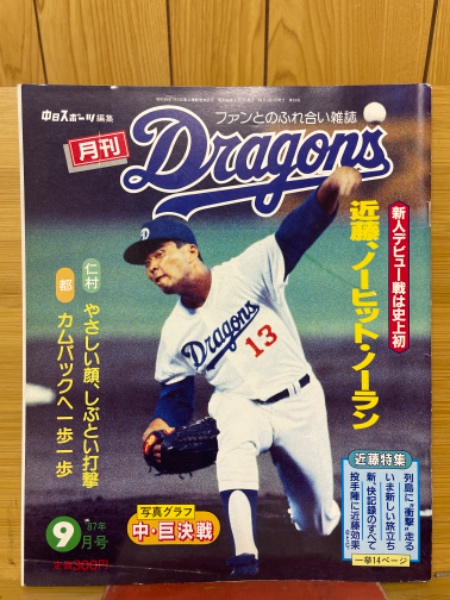 中日スポーツ編集
ファンとのふれ合い雑誌
月刊
Dragons
新人デビュー戦は史上初
近藤、ノーヒット・ノーラン
仁村
やさしい顔、しぶとい打撃
都
カムバックへ一歩一歩
Dragons
13
近藤特集
列島に"衝撃"走る
いま新しい旅立ち
新、快記録のすべて
投手陣に近藤効果
一挙14ページ
写真グラフ
中・巨決戦
'87年
9月号
定価300円